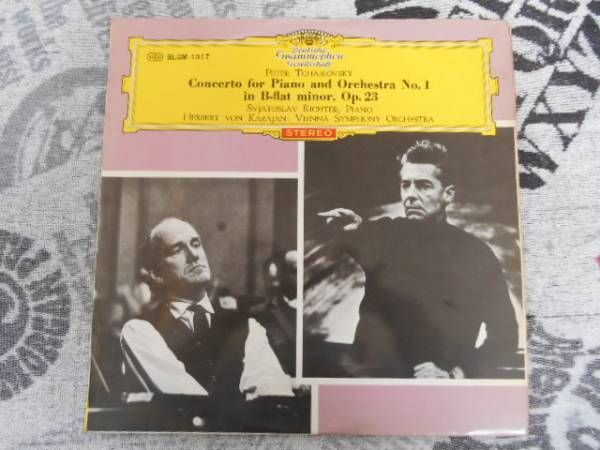 SLGM 1317
Deutsche
Grammophon
Gesellschaft
PETER TCHAIKOVSKY
Concerto for Piano and Orchestra No. 1
in B-flat minor, Op. 23
SVJATOSLAV RICHTER, PIANO
HERBERT VON KARAJAN: VIENNA SYMPHONY ORCHESTRA
STEREO